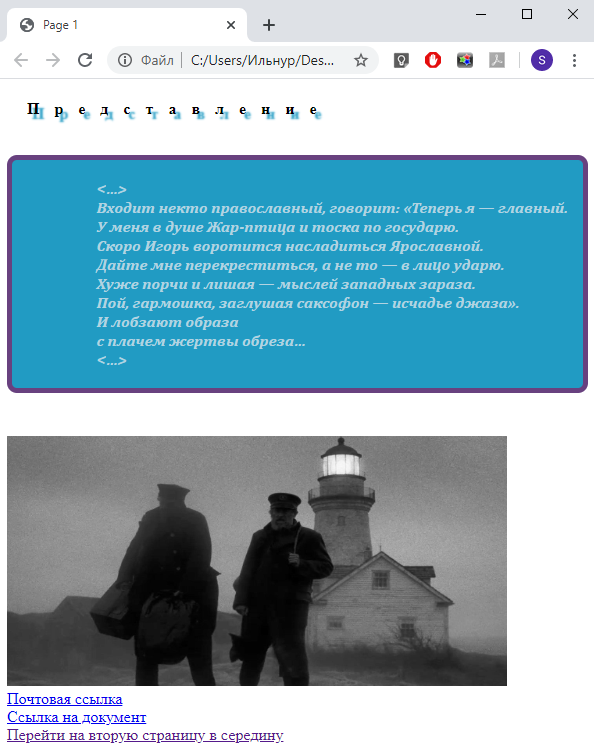 Page 1
Файл
C:/Users/Ильнур/Des...
S
Представление
<...>
Входит некто православный, говорит: «Теперь я — главный.
У меня в душе Жар-птица и тоска по государю.
Скоро Игорь воротится насладиться Ярославной.
Дайте мне перекреститься, а не то — в лицо ударю.
Хуже порчи и лишая — мыслей западных зараза.
Пой, гармошка, заглушая саксофон — исчадье джаза».
И лобзают образа
с плачем жертвы обреза...
<...>
Почтовая ссылка
Ссылка на документ
Перейти на вторую страницу в середину